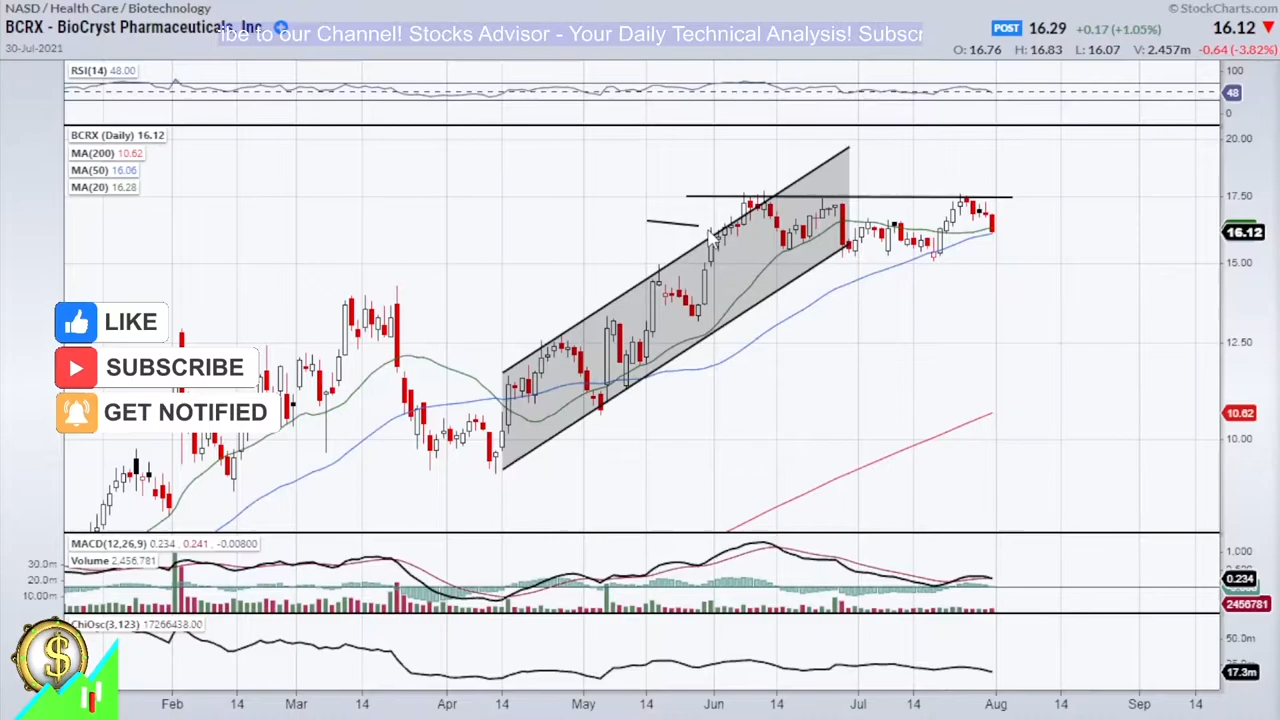 NASD / Health Care / Biotechnology
© StockCharts.com
BCRX - BioCryst Pharmaceuticals, Inc
ibe to our Channel! Stocks Advisor - Your Daily Technical Analysis! Subscr
POST 16.29 +0.17 (+1.05%) 16.12
30-Jul-2021
O: 16.76 H: 16.83 L: 16.07 V: 2.457m -0.64 (-3.82%)
RSI(14) 48.00
100
48
0
BCRX (Daily) 16.12
MA(200) 10.62
MA(50) 16.06
MA(20) 16.28
20.00
17.50
16.12
15.00
12.50
10.62
10.00
LIKE
SUBSCRIBE
GET NOTIFIED
MACD(12,26,9) 0.234, 0.241, -0.00800
Volume 2,456,781
30.0m
20.0m
10.00m
1.000
0.234
2456781
ChiOsc(3,123) 17266438.00
50.0m
17.3m
$
Feb 14 Mar 14 Apr 14 May 14 Jun 14 Jul 14 Aug 14 Sep 14